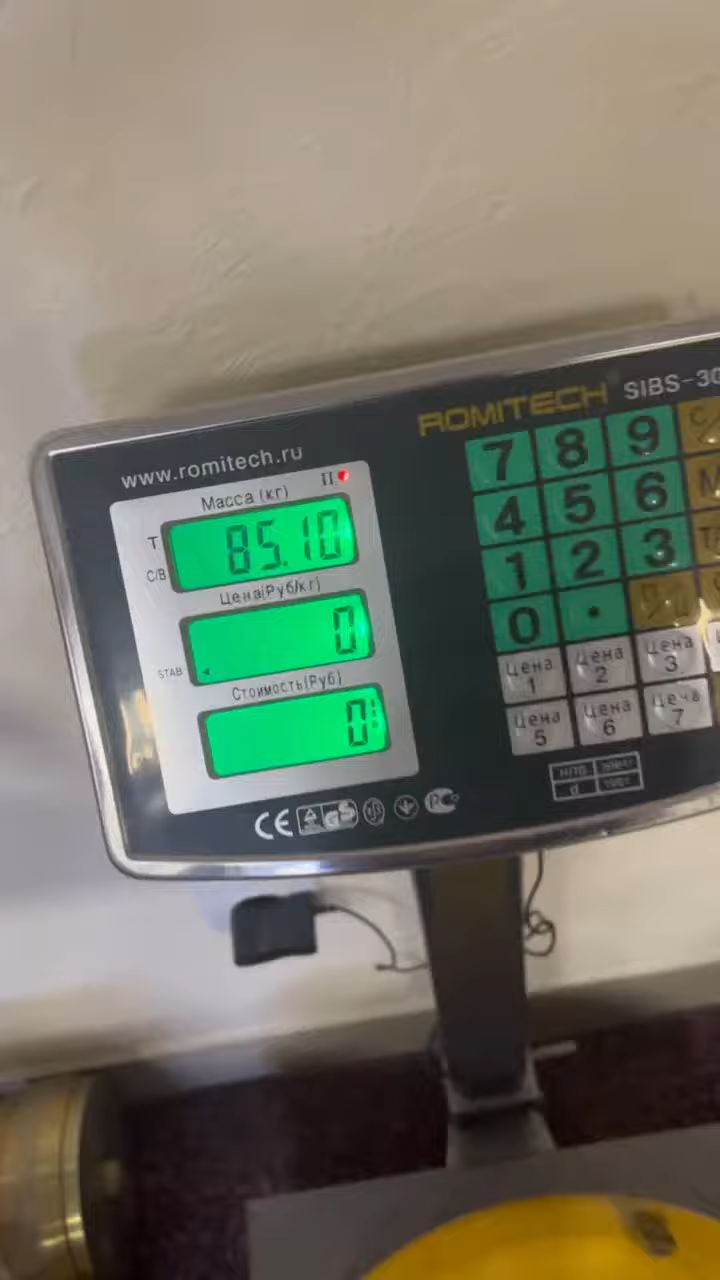 ROMITECH SIBS-30
www.romitech.ru
Масса (кг) П
Т
85.10
С/В
Цена(Руб/кг)
0
STAB
Стоимость(Руб)
0
7 8 9
4 5 6
1 2 3
0 .
Цена 1 Цена 2 Цена 3
Цена 5 Цена 6 Цена 7
CE GS PC